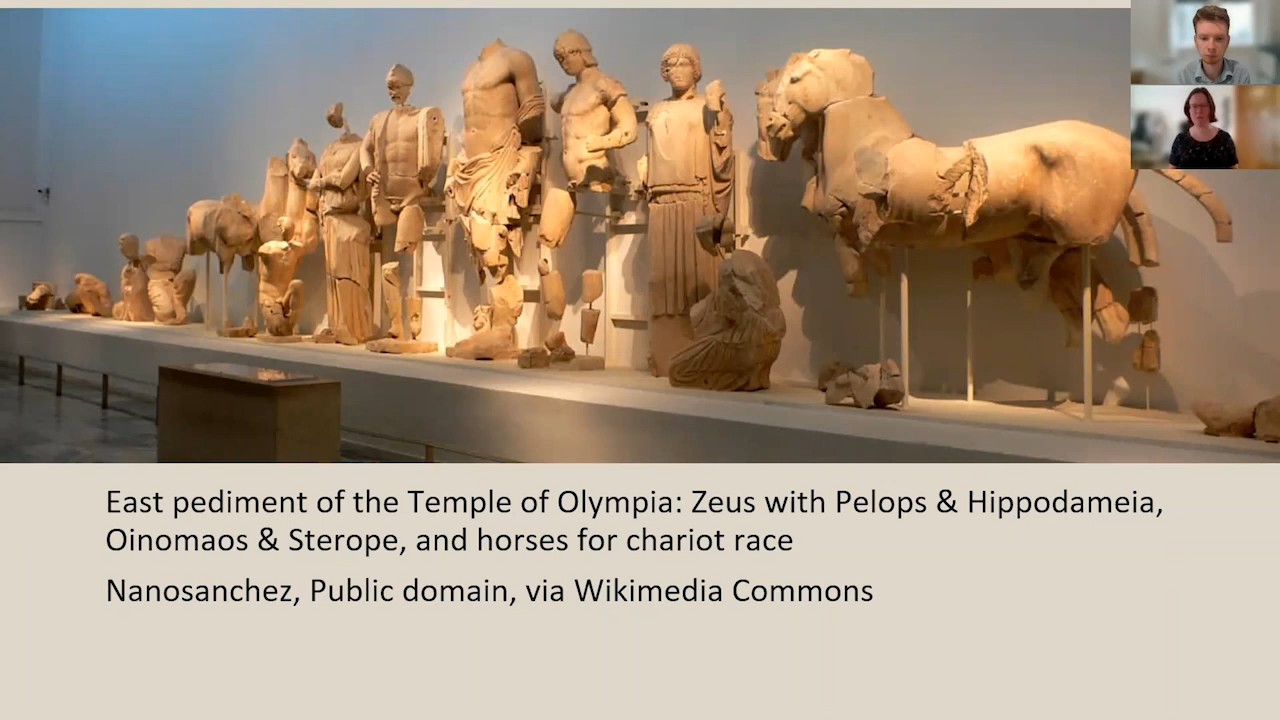 East pediment of the Temple of Olympia: Zeus with Pelops & Hippodameia,
Oinomaos & Sterope, and horses for chariot race
Nanosanchez, Public domain, via Wikimedia Commons